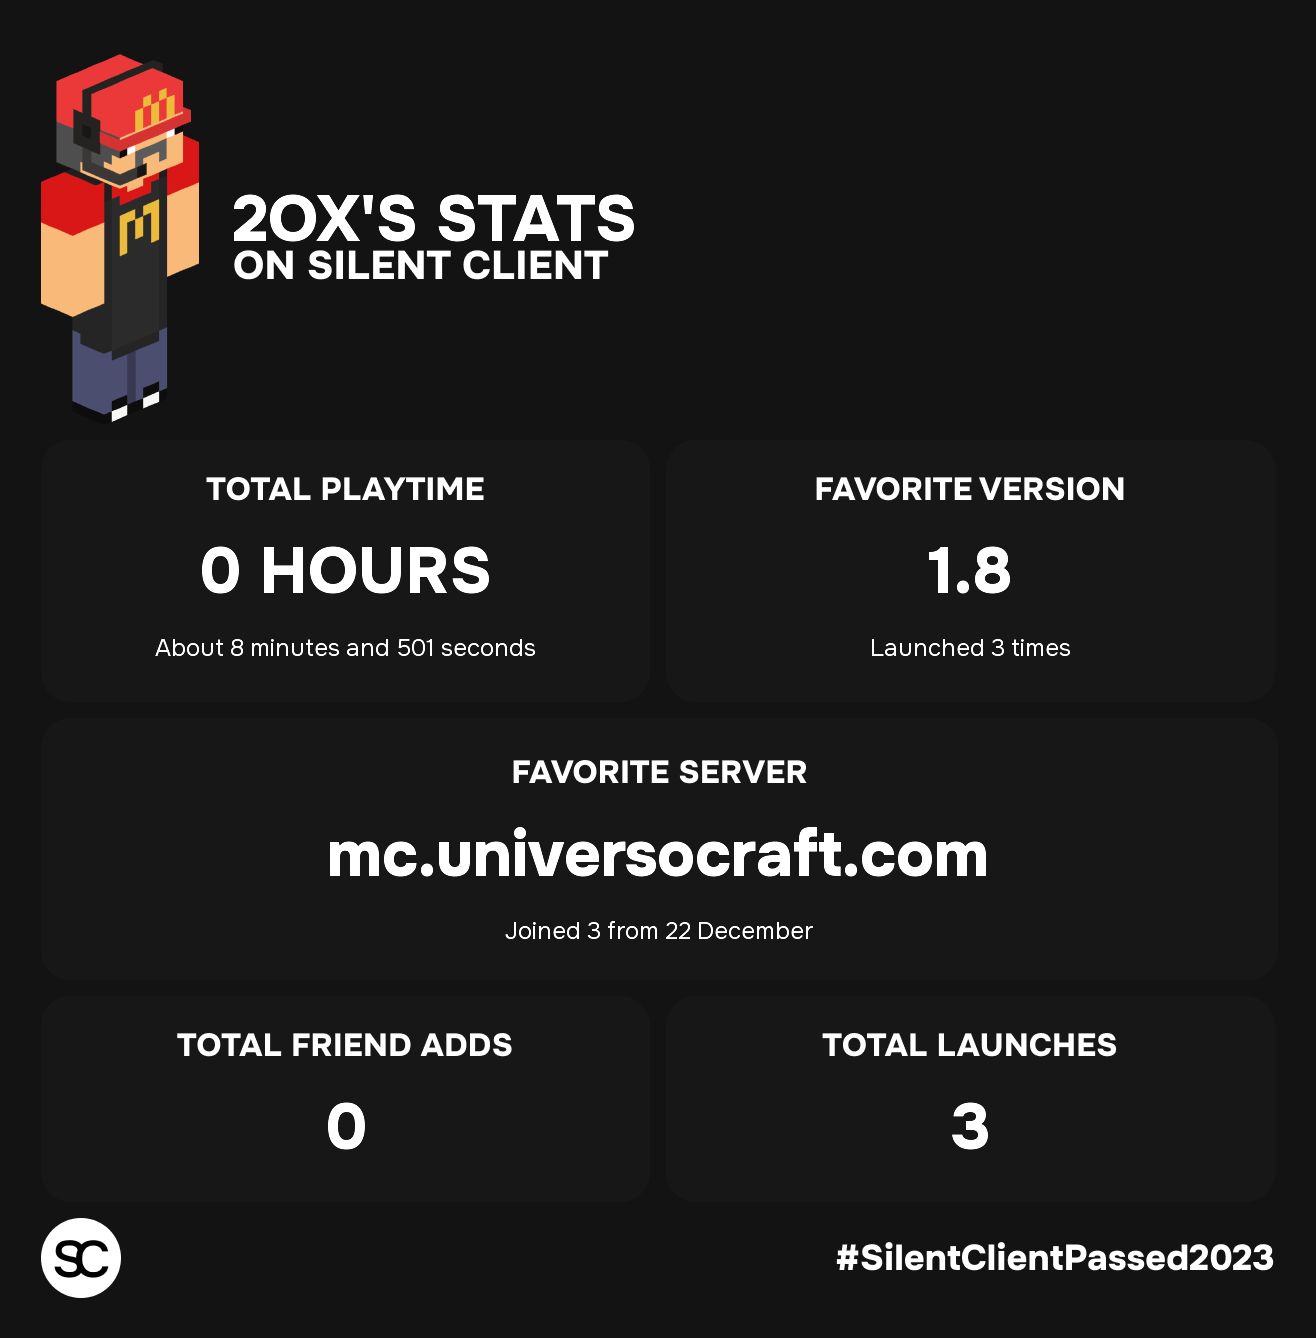 2OX'S STATS
ON SILENT CLIENT
TOTAL PLAYTIME
0 HOURS
About 8 minutes and 501 seconds
FAVORITE VERSION
1.8
Launched 3 times
FAVORITE SERVER
mc.universocraft.com
Joined 3 from 22 December
TOTAL FRIEND ADDS
0
TOTAL LAUNCHES
3
SC
#SilentClientPassed2023